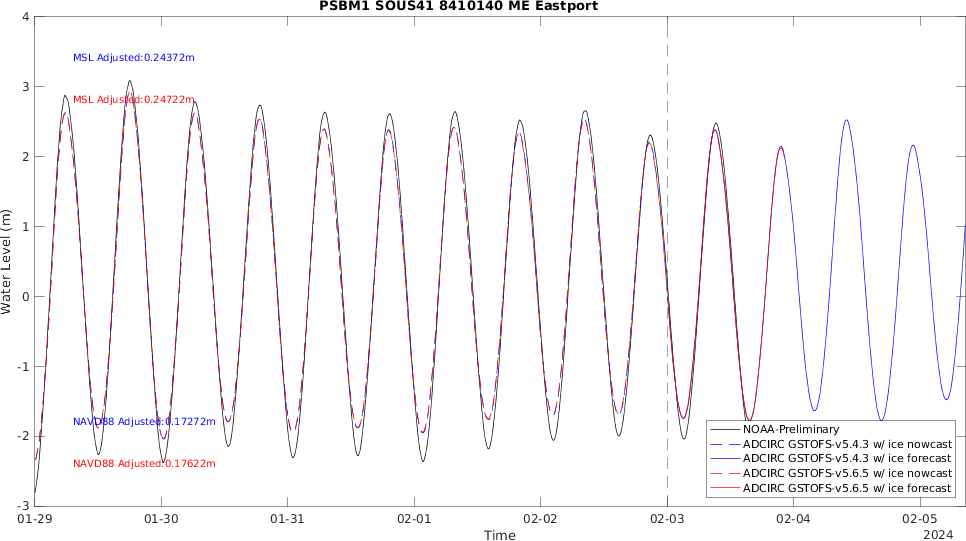 PSBM1 SOUS41 8410140 ME Eastport
4
MSL Adjusted:0.24372m
3
MSL Adjusted:0.24722m
2
1
Water Level (m)
0
-1
NAVD88 Adjusted:0.17272m
-2
NAVD88 Adjusted:0.17622m
-3
NOAA-Preliminary
ADCIRC GSTOFS-v5.4.3 w/ ice nowcast
ADCIRC GSTOFS-v5.4.3 w/ ice forecast
ADCIRC GSTOFS-v5.6.5 w/ ice nowcast
ADCIRC GSTOFS-v5.6.5 w/ ice forecast
01-29 01-30 01-31 02-01 02-02 02-03 02-04 02-05
Time
2024